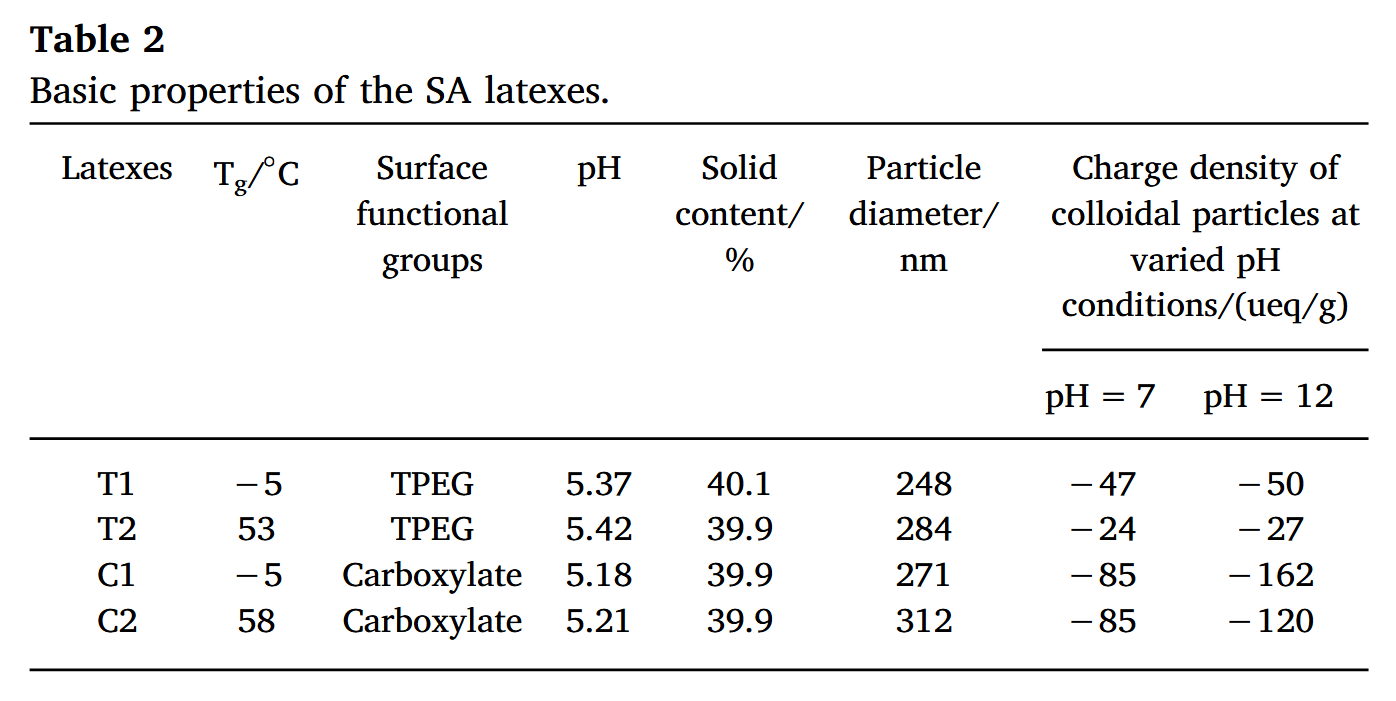 Table 2
Basic properties of the SA latexes.
Latexes Tg/°C Surface pH Solid Particle Charge density of
functional content/ diameter/ colloidal particles at
groups % nm varied pH
conditions/(ueq/g)
pH = 7 pH = 12
T1 −5 TPEG 5.37 40.1 248 −47 −50
T2 53 TPEG 5.42 39.9 284 −24 −27
C1 −5 Carboxylate 5.18 39.9 271 −85 −162
C2 58 Carboxylate 5.21 39.9 312 −85 −120